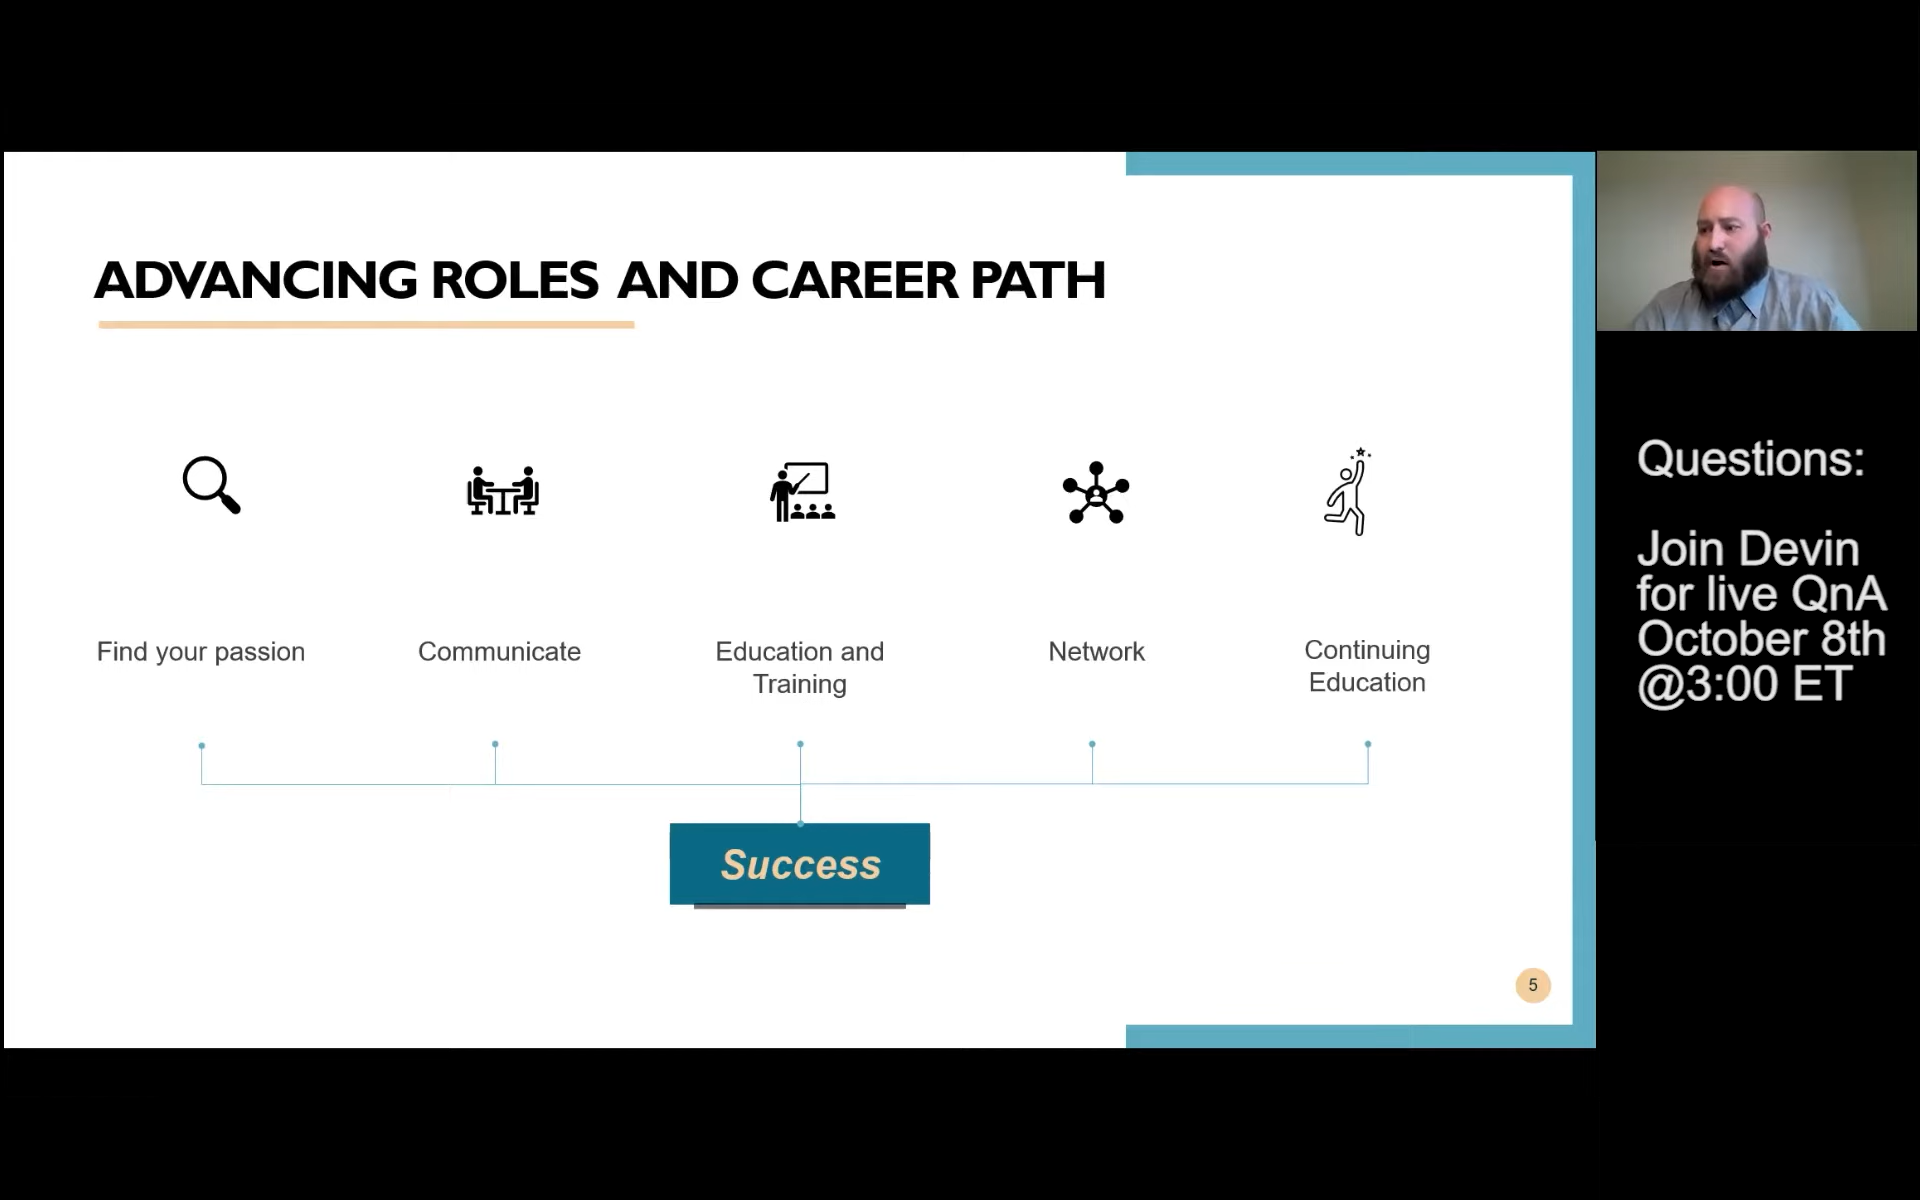 ADVANCING ROLES AND CAREER PATH
Find your passion
Communicate
Education and
Training
Network
Continuing
Education
Success
5
Questions:
Join Devin
for live QnA
October 8th
@3:00 ET